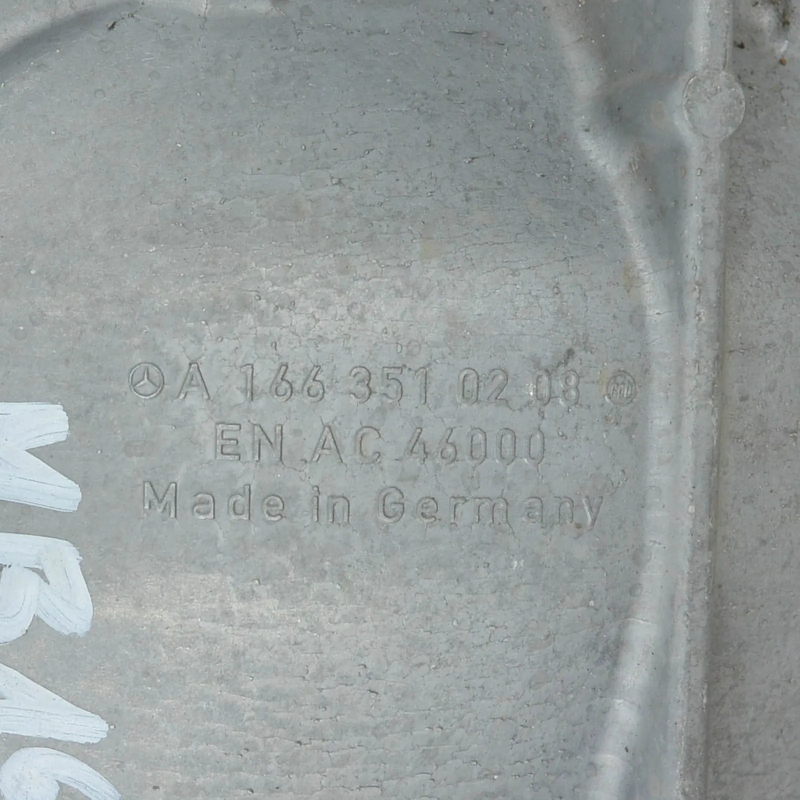 A 166 351 02 08
EN AC 46000
Made in Germany